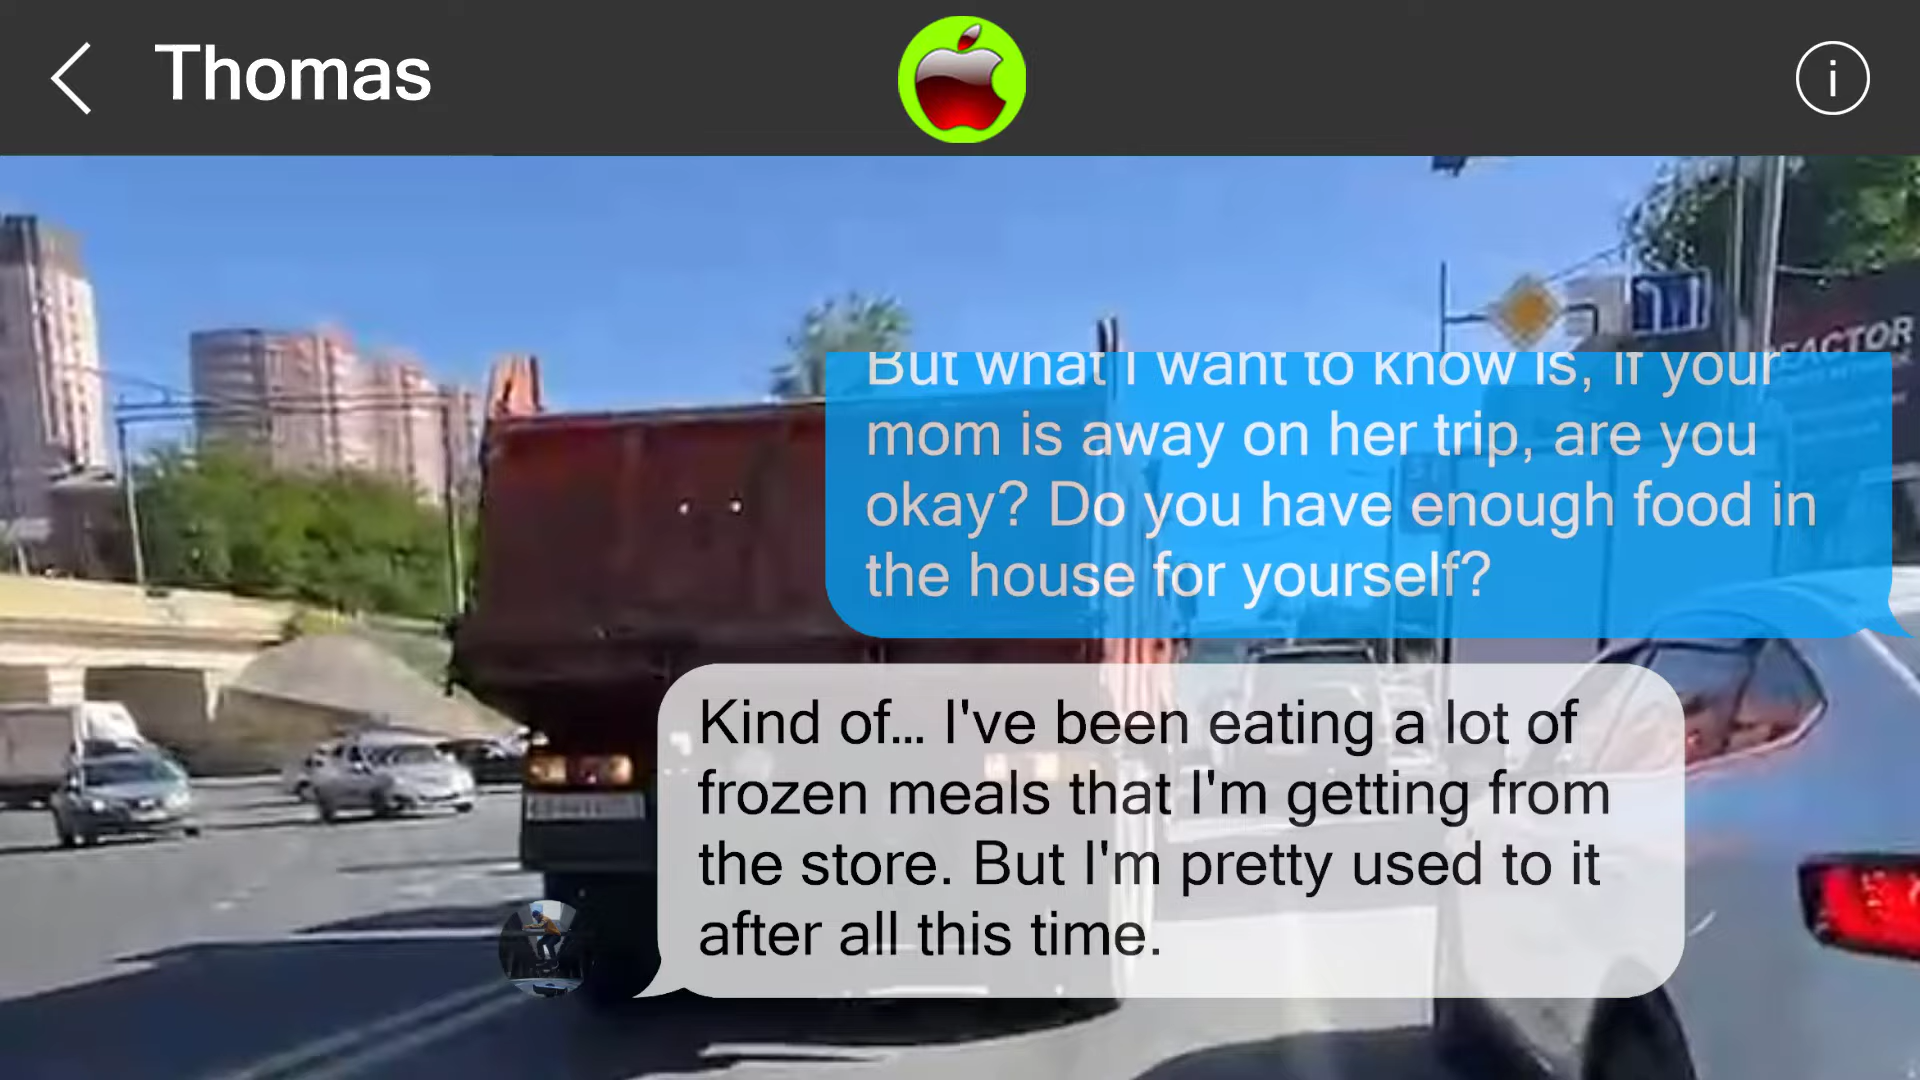 Thomas
i
ACTOR
But what I want to know is, if your
mom is away on her trip, are you
okay? Do you have enough food in
the house for yourself?
Kind of... I've been eating a lot of
frozen meals that I'm getting from
the store. But I'm pretty used to it
after all this time.